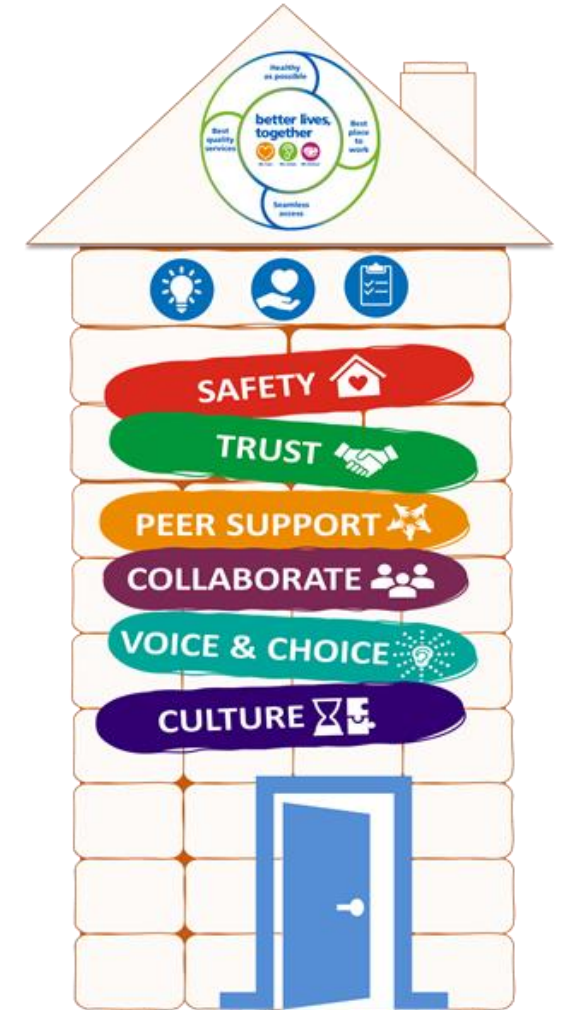 Healthy
as possible
better lives,
together
Best
quality
services
Best
place
to
work
Seamless
access
SAFETY
TRUST
PEER SUPPORT
COLLABORATE
VOICE & CHOICE
CULTURE